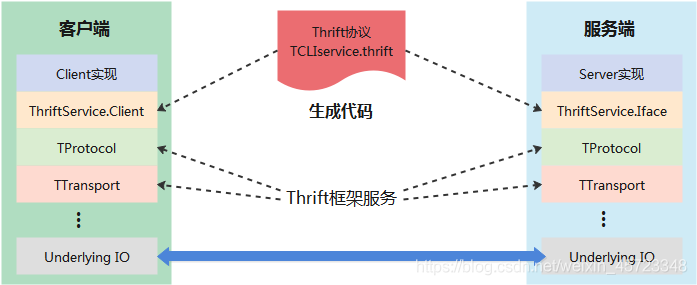 客户端
Client实现
ThriftService.Client
TProtocol
TTransport
Underlying IO
Thrift协议
TCLIservice.thrift
生成代码
Thrift框架服务
服务端
Server实现
ThriftService.Iface
TProtocol
TTransport
Underlying IO
https://blog.csdn.net/weixin_48723348